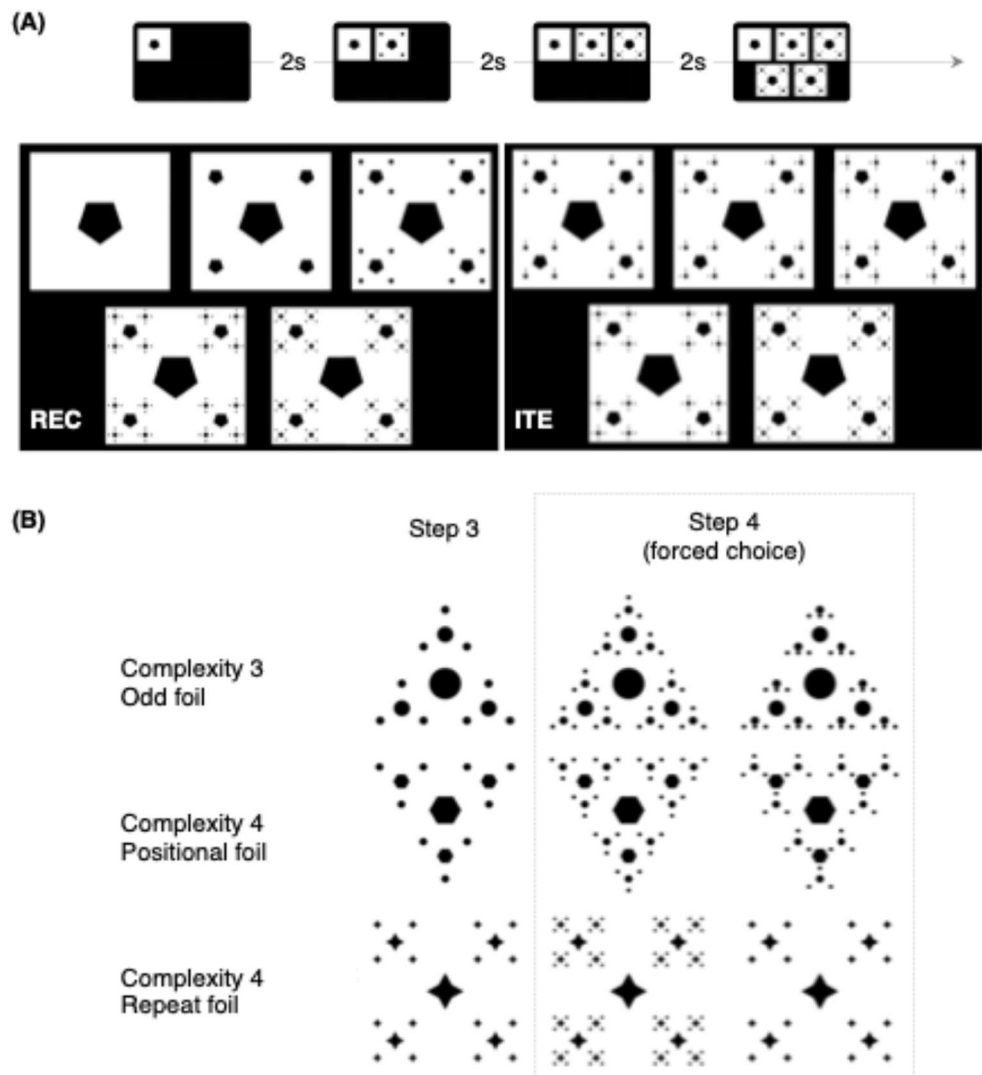 (A)
2s
2s
2s
REC
ITE
(B)
Step 3
Step 4
(forced choice)
Complexity 3
Odd foil
Complexity 4
Positional foil
Complexity 4
Repeat foil